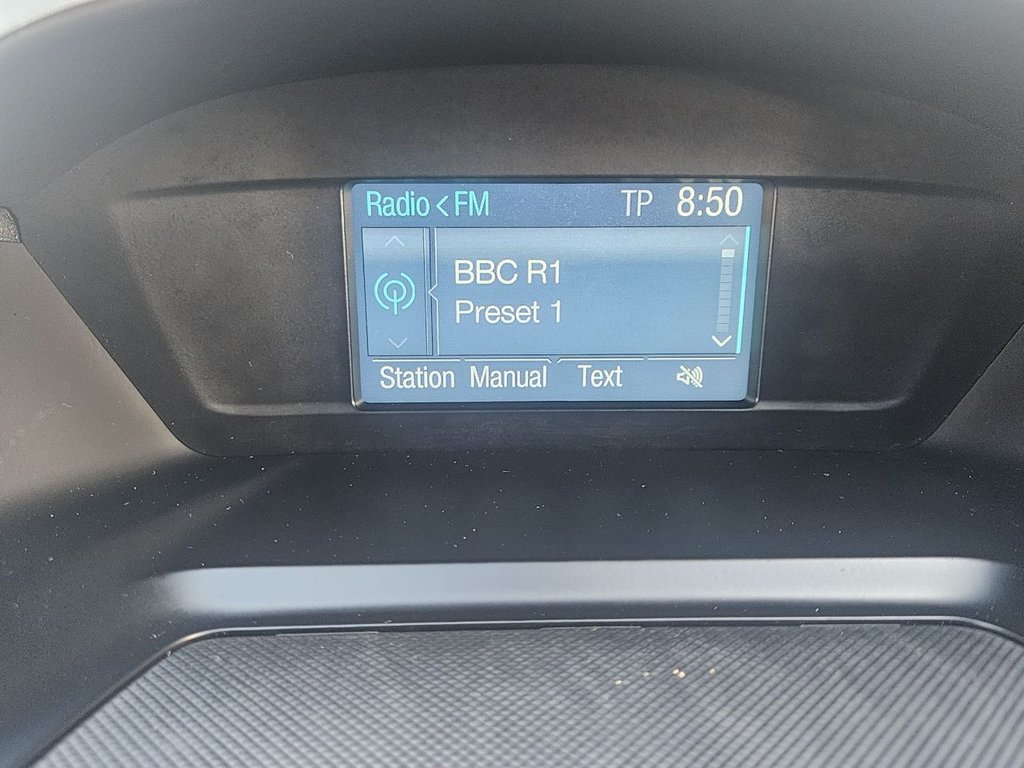 Radio < FM TP 8:50
BBC R1
Preset 1
Station Manual Text